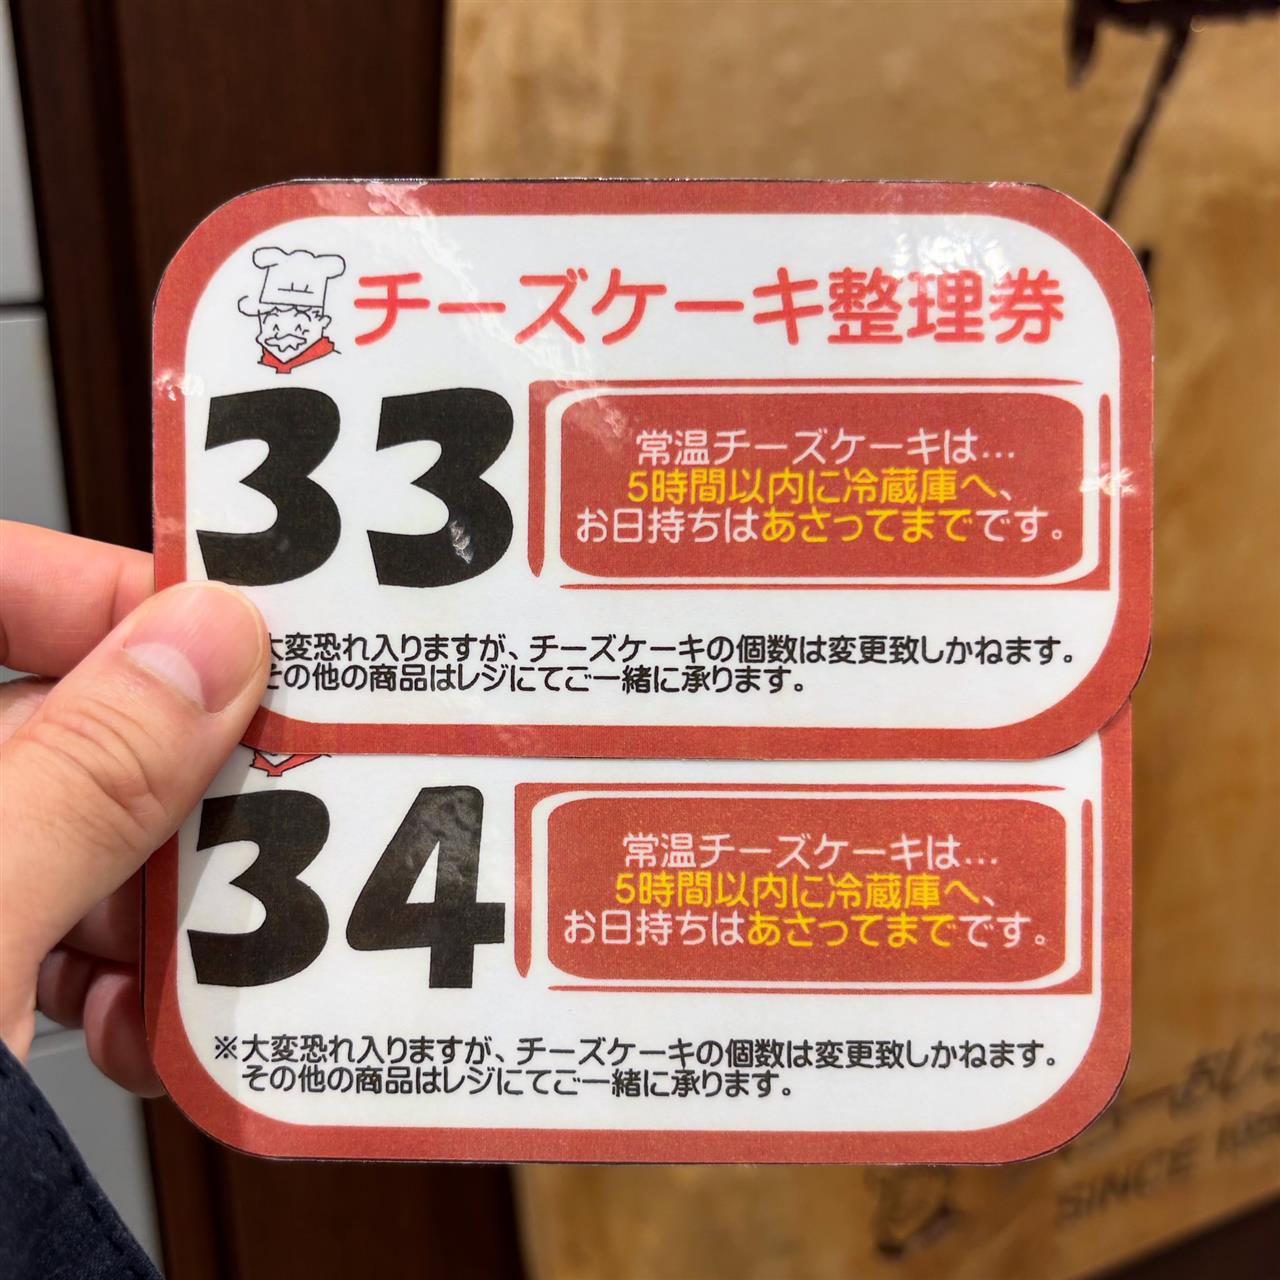 チーズケーキ整理券
33
常温チーズケーキは…
5時間以内に冷蔵庫へ、
お日持ちはあさってまでです。
大変恐れ入りますが、チーズケーキの個数は変更致しかねます。
その他の商品はレジにてご一緒に承ります。
34
常温チーズケーキは…
5時間以内に冷蔵庫へ、
お日持ちはあさってまでです。
※大変恐れ入りますが、チーズケーキの個数は変更致しかねます。
その他の商品はレジにてご一緒に承ります。
SINCE